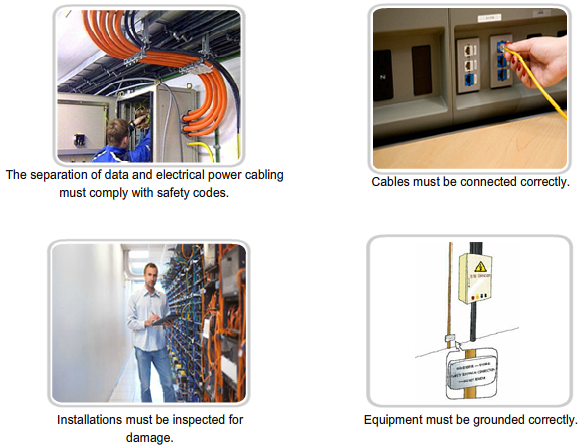 The separation of data and electrical power cabling
must comply with safety codes.
Cables must be connected correctly.
Installations must be inspected for
damage.
Equipment must be grounded correctly.